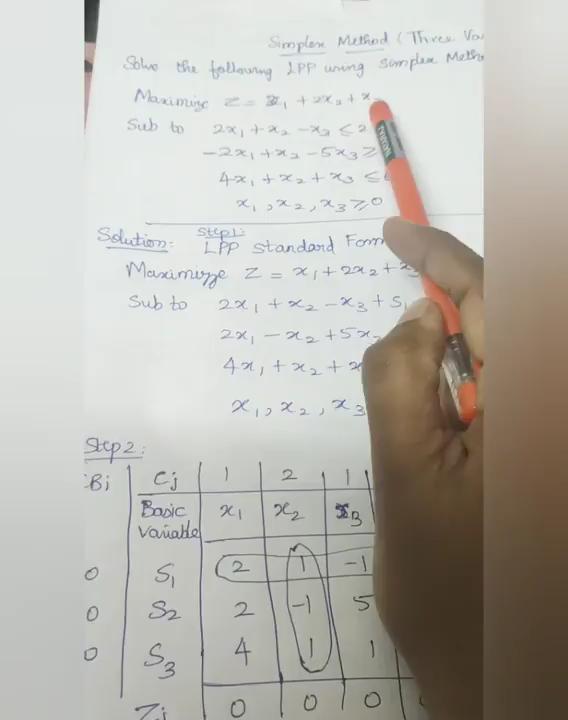 Simplex Method (Three Va
Solve the following LPP using Simplex Metho
Maximize Z = x₁ + 2x₂ + x
Sub to 2x₁ + x₂ - x₃ ≤ 2
-2x₁ + x₂ - 5x₃ ≥
4x₁ + x₂ + x₃ ≤
x₁, x₂, x₃ ≥ 0
Step1:
Solution: LPP Standard Form
Maximize Z = x₁ + 2x₂ + x₃
Sub to 2x₁ + x₂ - x₃ + S₁
2x₁ - x₂ + 5x
4x₁ + x₂ + x
x₁, x₂, x₃
Step2:
CBi Cj 1 2 1
Basic Variable x₁ x₂ x₃
0 S₁ 2 1 -1
0 S₂ 2 -1 5
0 S₃ 4 1 1
Zj 0 0 0